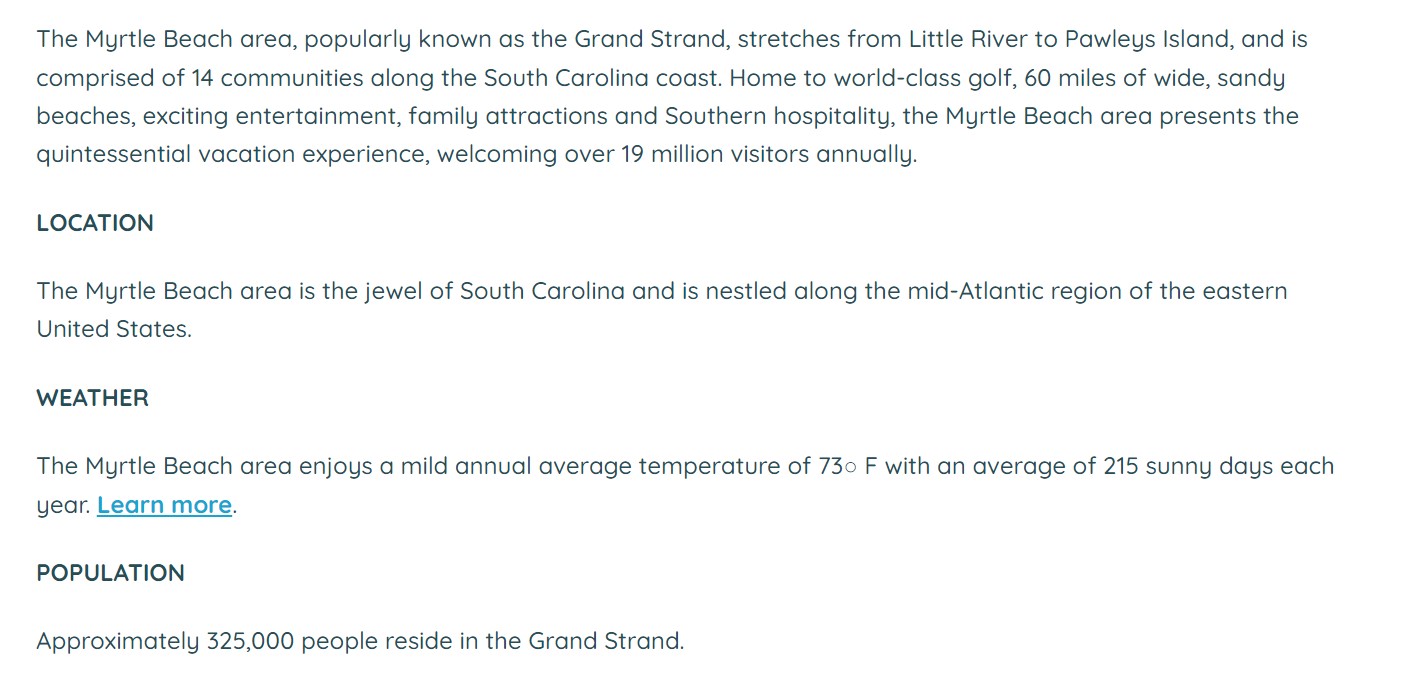 The Myrtle Beach area, popularly known as the Grand Strand, stretches from Little River to Pawleys Island, and is
comprised of 14 communities along the South Carolina coast. Home to world-class golf, 60 miles of wide, sandy
beaches, exciting entertainment, family attractions and Southern hospitality, the Myrtle Beach area presents the
quintessential vacation experience, welcoming over 19 million visitors annually.
LOCATION
The Myrtle Beach area is the jewel of South Carolina and is nestled along the mid-Atlantic region of the eastern
United States.
WEATHER
The Myrtle Beach area enjoys a mild annual average temperature of 73○ F with an average of 215 sunny days each
year. Learn more.
POPULATION
Approximately 325,000 people reside in the Grand Strand.